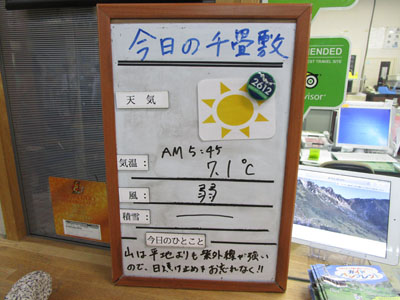 今日の千畳敷
2612
天気
AM 5:45
気温: 7.1℃
風: 弱弱
積雪:
今日のひとこと
山は平地よりも紫外線が強い
ので、日焼け止めをお忘れなく!!